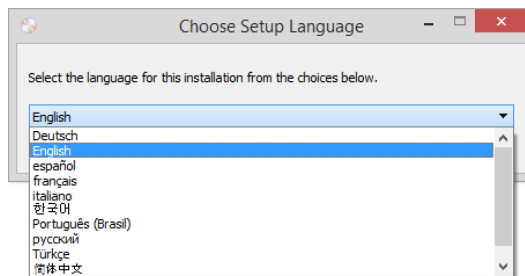 Choose Setup Language
Select the language for this installation from the choices below.
English
Deutsch
English
español
français
italiano
한국어
Português (Brasil)
русский
Türkçe
简体中文